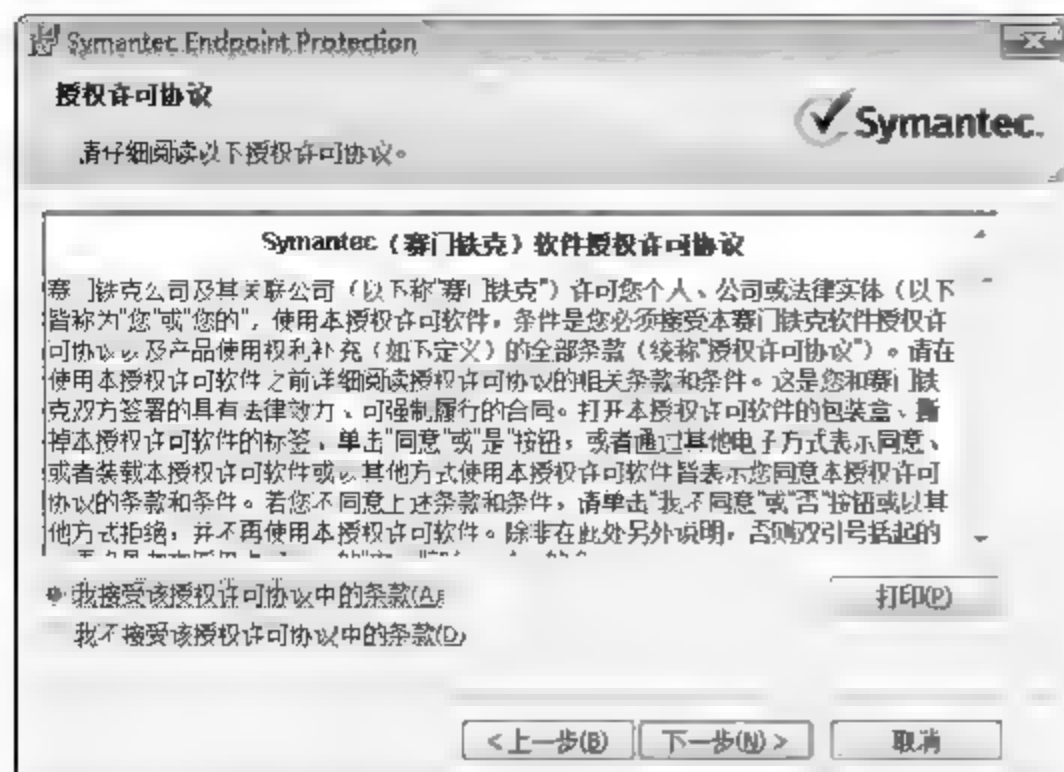 Symantec Endpoint Protection
授权许可协议
Symantec.
请仔细阅读以下授权许可协议。
Symantec（赛门铁克）软件授权许可协议
赛门铁克公司及其关联公司（以下称"赛门铁克"）许可您个人、公司或法律实体（以下
皆称为"您"或"您的"，使用本授权许可软件，条件是您必须接受本赛门铁克软件授权许
可协议以及产品使用权利补充（如下定义）的全部条款（统称"授权许可协议"）。请在
使用本授权许可软件之前详细阅读授权许可协议的相关条款和条件。这是您和赛门铁
克双方签署的具有法律效力、可强制履行的合同。打开本授权许可软件的包装盒、撕
掉本授权许可软件的标签、单击"同意"或"是"按钮，或者通过其他电子方式表示同意、
或者装载本授权许可软件或以其他方式使用本授权许可软件皆表示您同意本授权许可
协议的条款和条件。若您不同意上述条款和条件，请单击"我不同意"或"否"按钮或以其
他方式拒绝，并不再使用本授权许可软件。除非在此处另外说明，否则双引号括起的
我接受该授权许可协议中的条款(A)
打印(P)
我不接受该授权许可协议中的条款(D)
<上一步(B)
下一步(N)>
取消